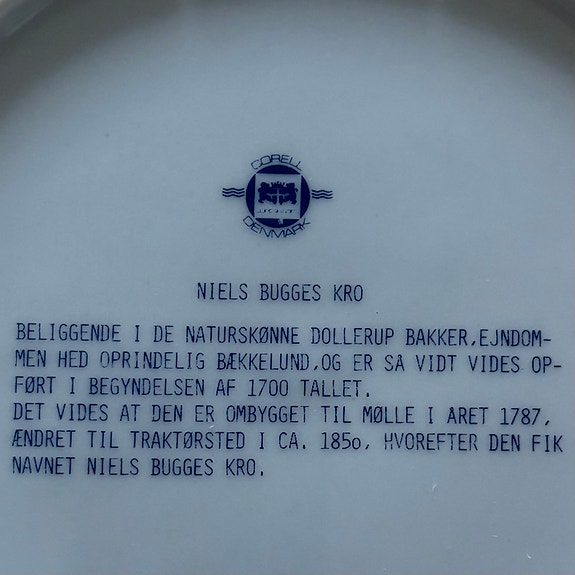 CORELL
DENMARK
NIELS BUGGES KRO
BELIGGENDE I DE NATURSKØNNE DOLLERUP BAKKER,EJNDOM-
MEN HED OPRINDELIG BÆKKELUND,OG ER SA VIDT VIDES OP-
FØRT I BEGYNDELSEN AF 1700 TALLET.
DET VIDES AT DEN ER OMBYGGET TIL MØLLE I ARET 1787,
ÆNDRET TIL TRAKTØRSTED I CA. 185o, HVOREFTER DEN FIK
NAVNET NIELS BUGGES KRO.